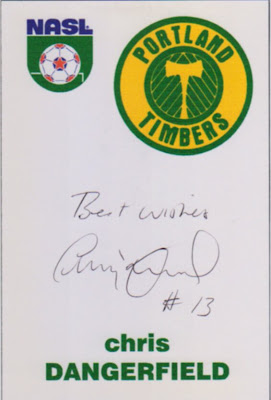 NASL
PORTLAND
TIMBERS
Best wishes
# 13
chris
DANGERFIELD